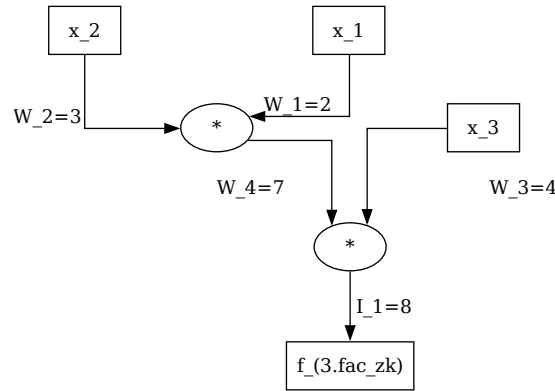 x_2
x_1
W_2=3
W_1=2
*
x_3
W_4=7
W_3=4
*
I_1=8
f_(3.fac_zk)